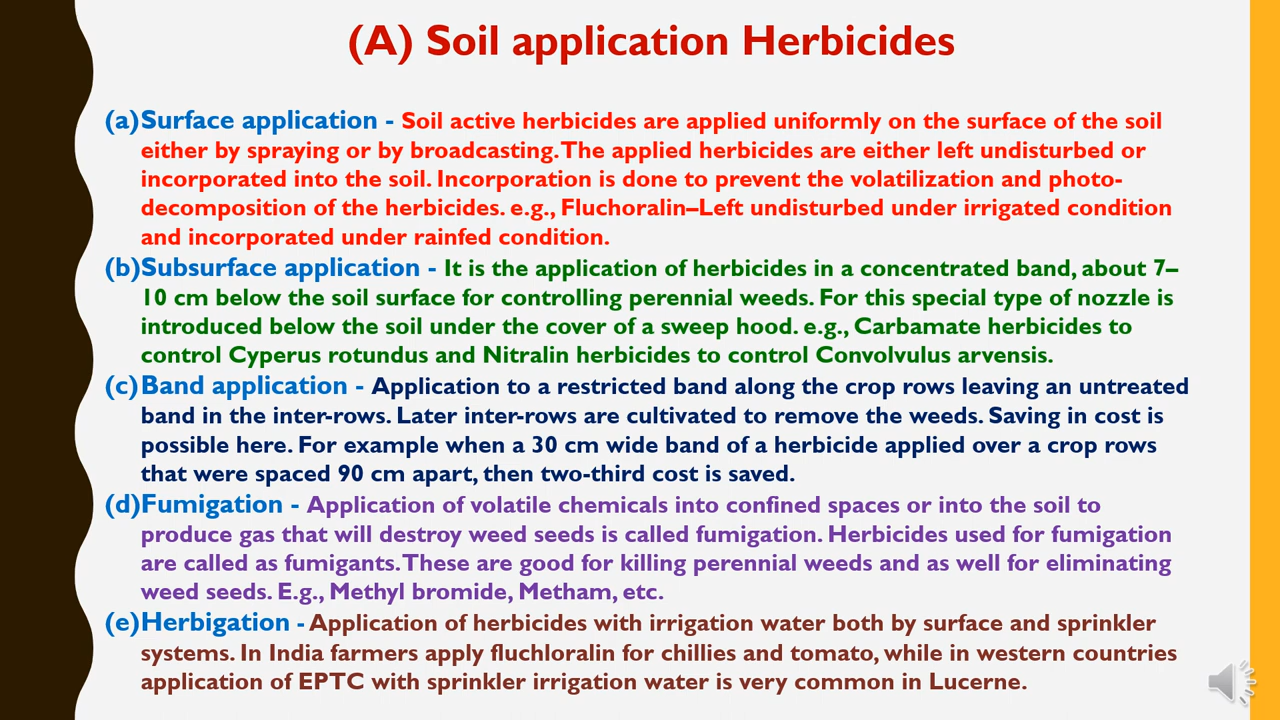 (A) Soil application Herbicides
(a)Surface application - Soil active herbicides are applied uniformly on the surface of the soil
either by spraying or by broadcasting. The applied herbicides are either left undisturbed or
incorporated into the soil. Incorporation is done to prevent the volatilization and photo-
decomposition of the herbicides. e.g., Fluchoralin–Left undisturbed under irrigated condition
and incorporated under rainfed condition.
(b)Subsurface application - It is the application of herbicides in a concentrated band, about 7–
10 cm below the soil surface for controlling perennial weeds. For this special type of nozzle is
introduced below the soil under the cover of a sweep hood. e.g., Carbamate herbicides to
control Cyperus rotundus and Nitralin herbicides to control Convolvulus arvensis.
(c)Band application - Application to a restricted band along the crop rows leaving an untreated
band in the inter-rows. Later inter-rows are cultivated to remove the weeds. Saving in cost is
possible here. For example when a 30 cm wide band of a herbicide applied over a crop rows
that were spaced 90 cm apart, then two-third cost is saved.
(d)Fumigation - Application of volatile chemicals into confined spaces or into the soil to
produce gas that will destroy weed seeds is called fumigation. Herbicides used for fumigation
are called as fumigants. These are good for killing perennial weeds and as well for eliminating
weed seeds. E.g., Methyl bromide, Metham, etc.
(e)Herbigation - Application of herbicides with irrigation water both by surface and sprinkler
systems. In India farmers apply fluchloralin for chillies and tomato, while in western countries
application of EPTC with sprinkler irrigation water is very common in Lucerne.